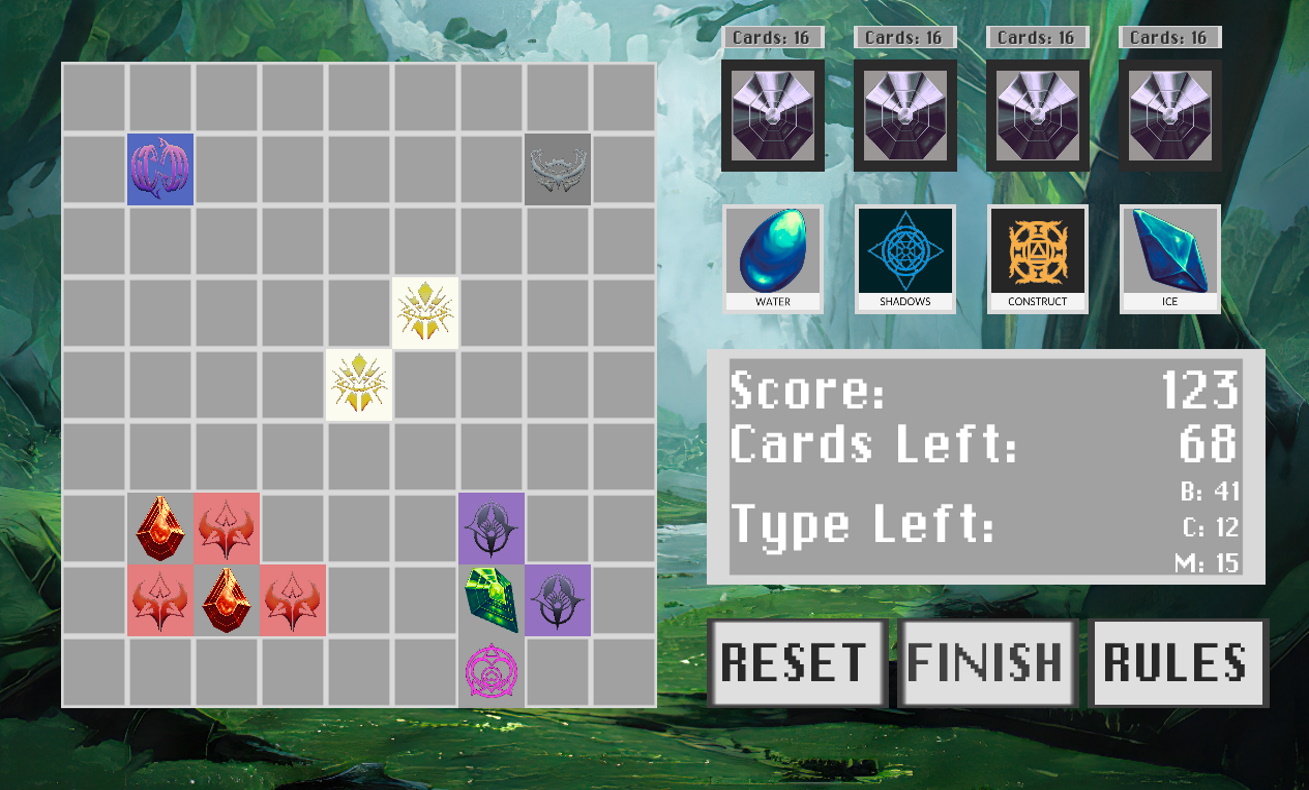 Cards: 16 Cards: 16 Cards: 16 Cards: 16
WATER SHADOWS CONSTRUCT ICE
Score: 123
Cards Left: 68
Type Left:
B: 41
C: 12
M: 15
RESET FINISH RULES